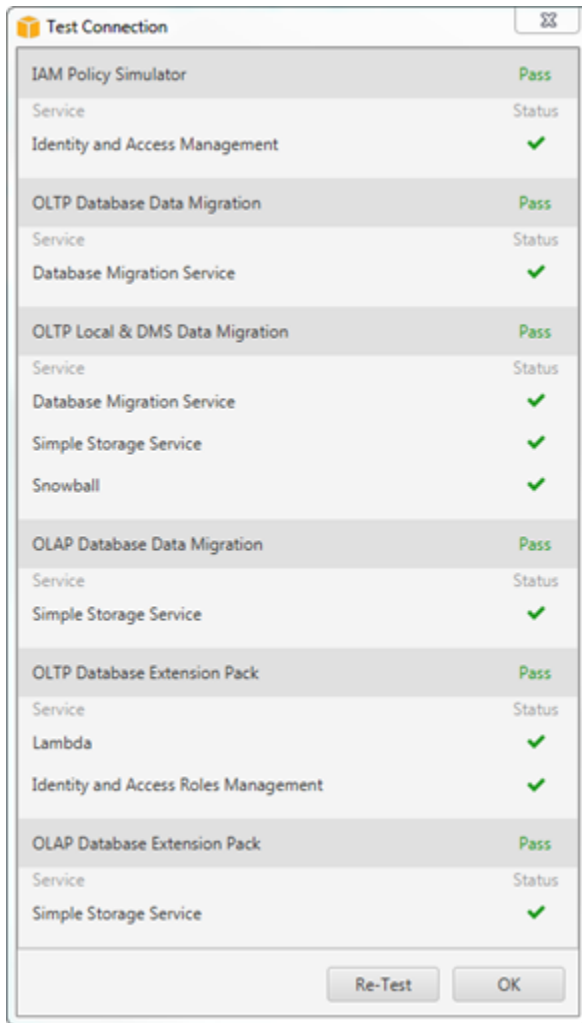 Test Connection
IAM Policy Simulator Pass
Service Status
Identity and Access Management
OLTP Database Data Migration Pass
Service Status
Database Migration Service
OLTP Local & DMS Data Migration Pass
Service Status
Database Migration Service
Simple Storage Service
Snowball
OLAP Database Data Migration Pass
Service Status
Simple Storage Service
OLTP Database Extension Pack Pass
Service Status
Lambda
Identity and Access Roles Management
OLAP Database Extension Pack Pass
Service Status
Simple Storage Service
Re-Test OK